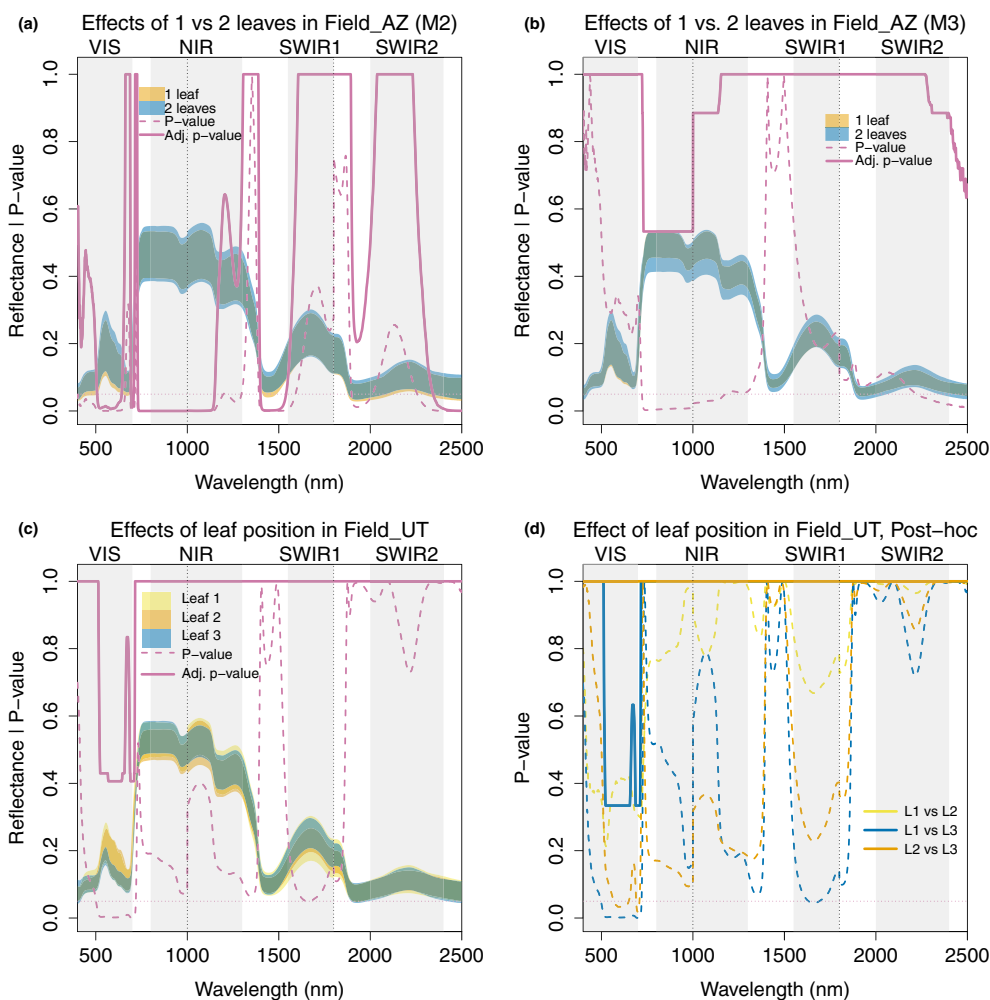 (a) Effects of 1 vs 2 leaves in Field_AZ (M2)
VIS NIR SWIR1 SWIR2
1 leaf
2 leaves
P−value
Adj. p−value
Reflectance | P−value
0.0 0.2 0.4 0.6 0.8 1.0
500 1000 1500 2000 2500
Wavelength (nm)
(b) Effects of 1 vs. 2 leaves in Field_AZ (M3)
VIS NIR SWIR1 SWIR2
1 leaf
2 leaves
P−value
Adj. p−value
Reflectance | P−value
0.0 0.2 0.4 0.6 0.8 1.0
500 1000 1500 2000 2500
Wavelength (nm)
(c) Effects of leaf position in Field_UT
VIS NIR SWIR1 SWIR2
Leaf 1
Leaf 2
Leaf 3
P−value
Adj. p−value
Reflectance | P−value
0.0 0.2 0.4 0.6 0.8 1.0
500 1000 1500 2000 2500
Wavelength (nm)
(d) Effect of leaf position in Field_UT, Post−hoc
VIS NIR SWIR1 SWIR2
L1 vs L2
L1 vs L3
L2 vs L3
P−value
0.0 0.2 0.4 0.6 0.8 1.0
500 1000 1500 2000 2500
Wavelength (nm)